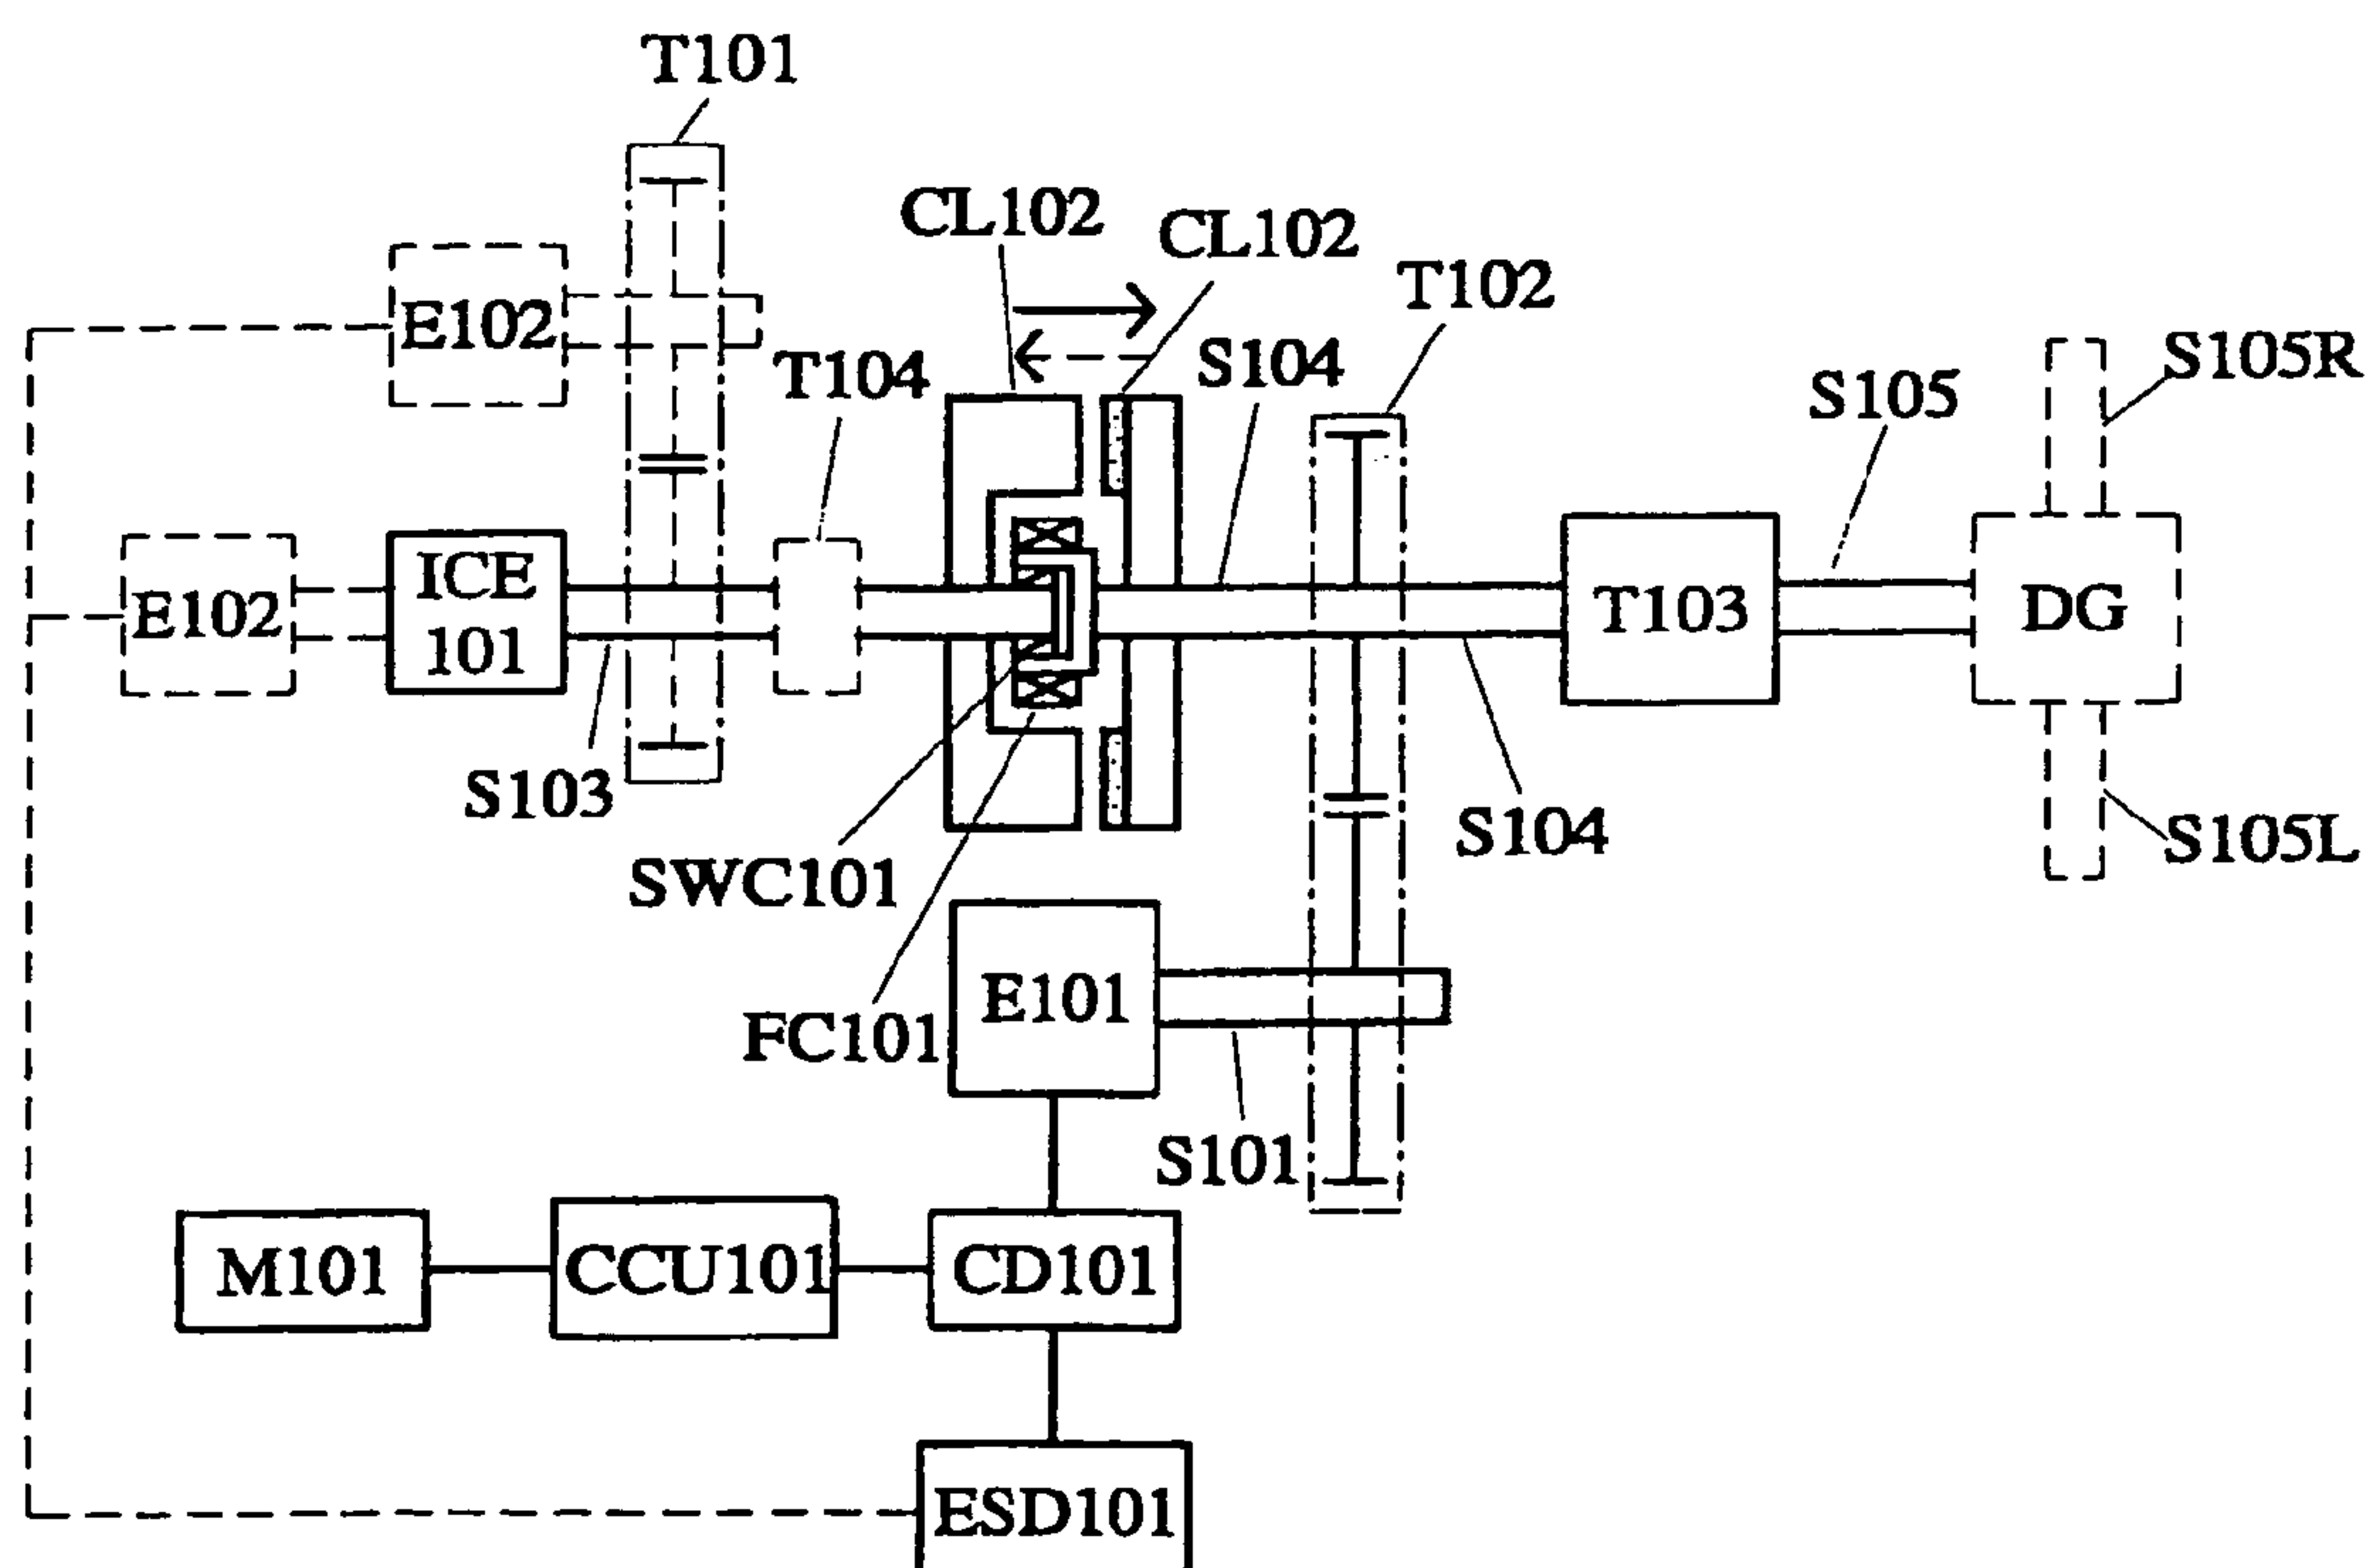 T101
CL102
CL102
T102
E102
T104
S104
S105R
S105
ICE
101
E102
T103
DG
S103
S104
S105L
SWC101
E101
FC101
S101
M101
CCU101
CD101
ESD101